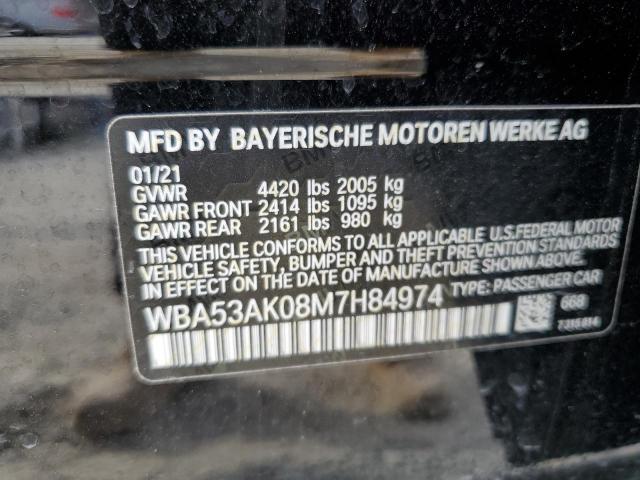 MFD BY BAYERISCHE MOTOREN WERKE AG
01/21
GVWR 4420 lbs 2005 kg
GAWR FRONT 2414 lbs 1095 kg
GAWR REAR 2161 lbs 980 kg
THIS VEHICLE CONFORMS TO ALL APPLICABLE U.S.FEDERAL MOTOR
VEHICLE SAFETY, BUMPER AND THEFT PREVENTION STANDARDS
IN EFFECT ON THE DATE OF MANUFACTURE SHOWN ABOVE.
WBA53AK08M7H84974 TYPE: PASSENGER CAR
668